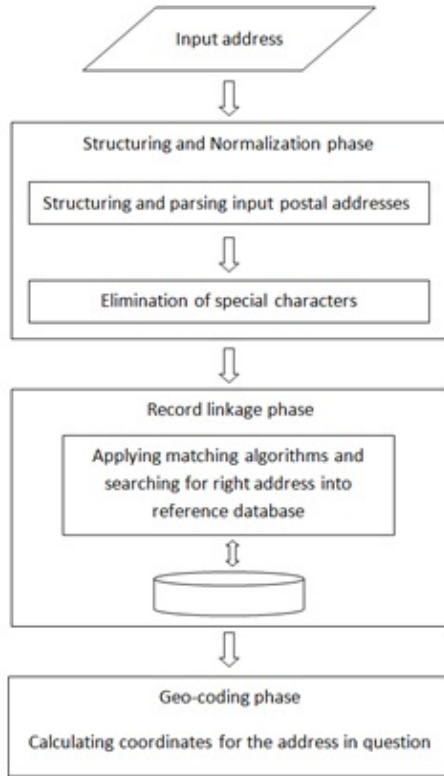 Input address
Structuring and Normalization phase
Structuring and parsing input postal addresses
Elimination of special characters
Record linkage phase
Applying matching algorithms and
searching for right address into
reference database
Geo-coding phase
Calculating coordinates for the address in question